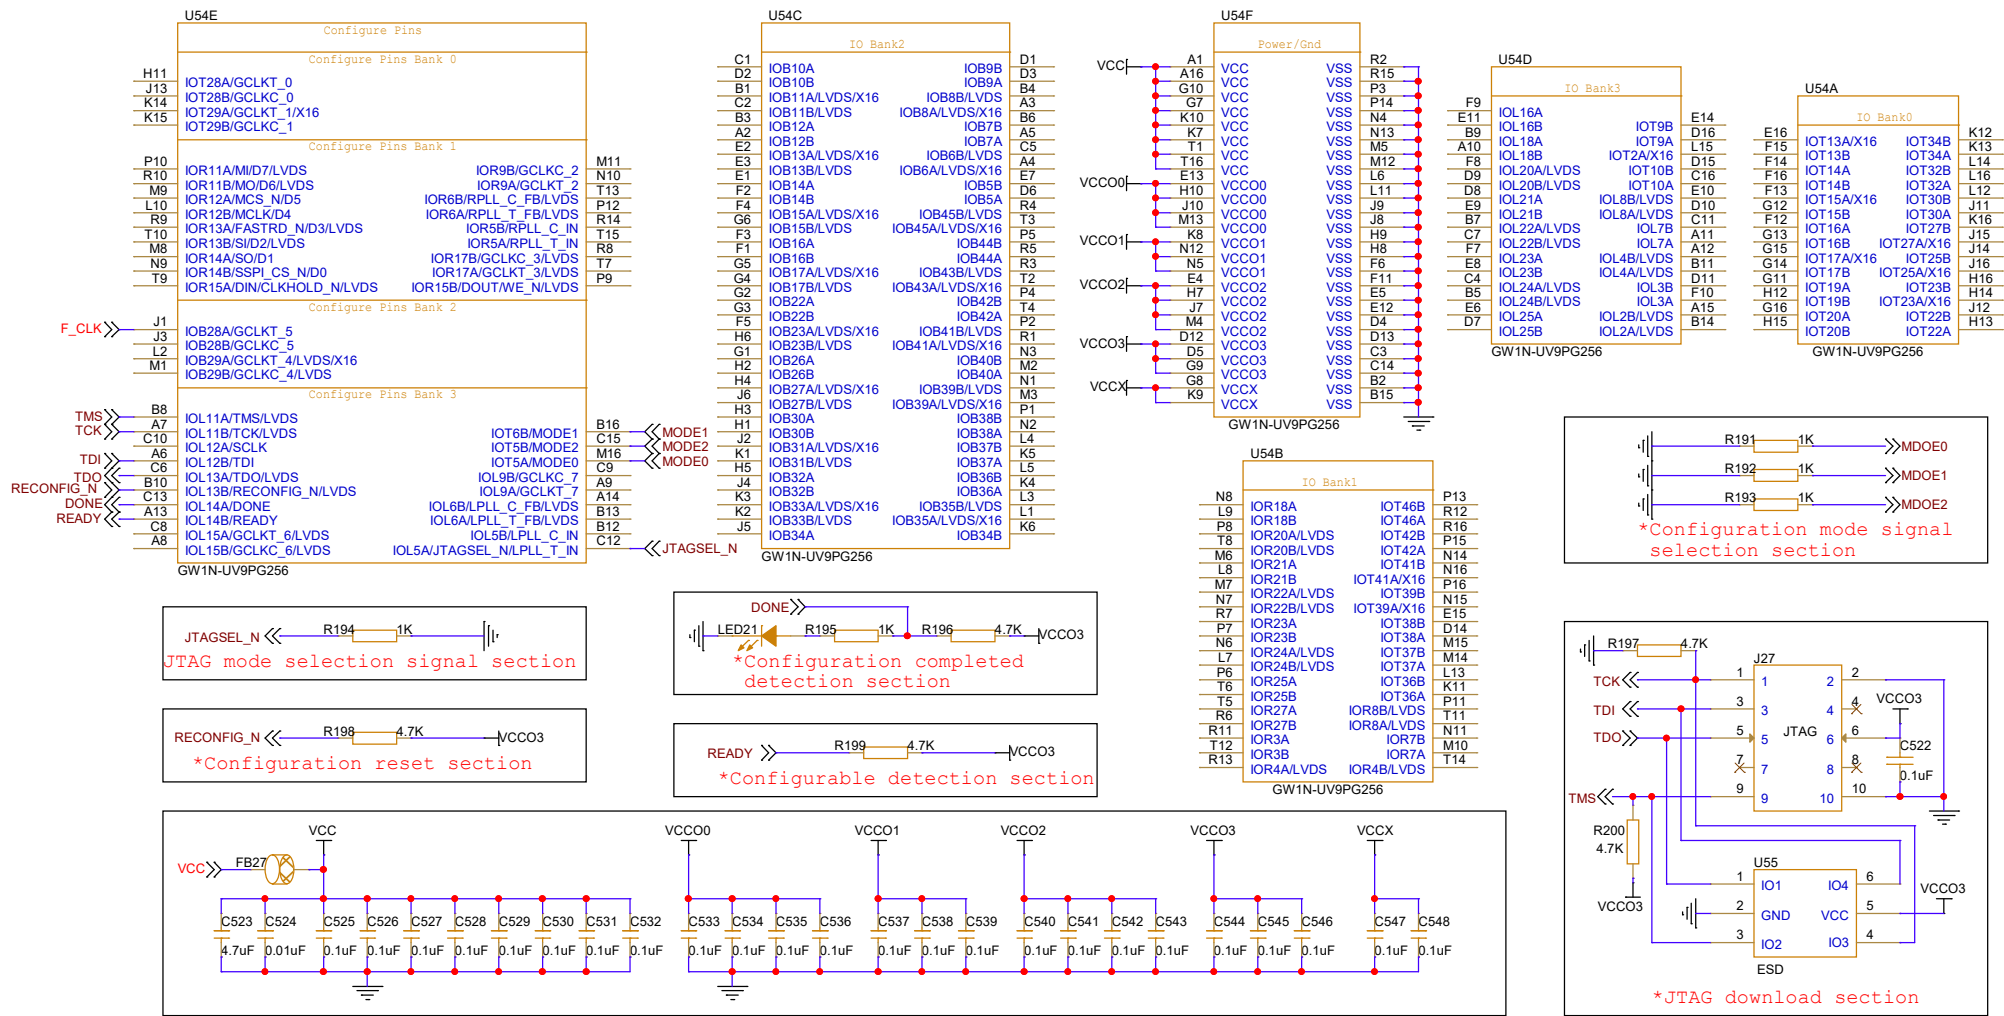 U54E
Configure Pins
Configure Pins Bank 0
H11 IOT28A/GCLKT_0
J13 IOT28B/GCLKC_0
K14 IOT29A/GCLKT_1/X16
K15 IOT29B/GCLKC_1
Configure Pins Bank 1
P10 IOR11A/MI/D7/LVDS IOR9B/GCLKC_2 M11
R10 IOR11B/MO/D6/LVDS IOR9A/GCLKT_2 N10
M9 IOR12A/MCS_N/D5 IOR6B/RPLL_C_FB/LVDS T13
L10 IOR12B/MCLK/D4 IOR6A/RPLL_T_FB/LVDS P12
R9 IOR13A/FASTRD_N/D3/LVDS IOR5B/RPLL_C_IN R14
T10 IOR13B/SI/D2/LVDS IOR5A/RPLL_T_IN T15
M8 IOR14A/SO/D1 IOR17B/GCLKC_3/LVDS R8
N9 IOR14B/SSPI_CS_N/D0 IOR17A/GCLKT_3/LVDS T7
T9 IOR15A/DIN/CLKHOLD_N/LVDS IOR15B/DOUT/WE_N/LVDS P9
Configure Pins Bank 2
F_CLK J1 IOB28A/GCLKT_5
J3 IOB28B/GCLKC_5
L2 IOB29A/GCLKT_4/LVDS/X16
M1 IOB29B/GCLKC_4/LVDS
Configure Pins Bank 3
TMS B8 IOL11A/TMS/LVDS
TCK A7 IOL11B/TCK/LVDS IOT6B/MODE1 B16 MODE1
C10 IOL12A/SCLK IOT5B/MODE2 C15 MODE2
TDI A6 IOL12B/TDI IOT5A/MODE0 M16 MODE0
TDO C6 IOL13A/TDO/LVDS IOL9B/GCLKC_7 C9
RECONFIG_N B10 IOL13B/RECONFIG_N/LVDS IOL9A/GCLKT_7 A9
DONE C13 IOL14A/DONE IOL6B/LPLL_C_FB/LVDS A14
READY A13 IOL14B/READY IOL6A/LPLL_T_FB/LVDS B13
C8 IOL15A/GCLKT_6/LVDS IOL5B/LPLL_C_IN B12
A8 IOL15B/GCLKC_6/LVDS IOL5A/JTAGSEL_N/LPLL_T_IN C12 JTAGSEL_N
GW1N-UV9PG256
U54C
IO Bank2
C1 IOB10A IOB9B D1
D2 IOB10B IOB9A D3
B1 IOB11A/LVDS/X16 IOB8B/LVDS B4
C2 IOB11B/LVDS IOB8A/LVDS/X16 A3
B3 IOB12A IOB7B B6
A2 IOB12B IOB7A A5
E2 IOB13A/LVDS/X16 IOB6B/LVDS C5
E3 IOB13B/LVDS IOB6A/LVDS/X16 A4
E1 IOB14A IOB5B E7
F2 IOB14B IOB5A D6
F4 IOB15A/LVDS/X16 IOB45B/LVDS R4
G6 IOB15B/LVDS IOB45A/LVDS/X16 T3
F3 IOB16A IOB44B P5
F1 IOB16B IOB44A R5
G5 IOB17A/LVDS/X16 IOB43B/LVDS R3
G4 IOB17B/LVDS IOB43A/LVDS/X16 T2
G2 IOB22A IOB42B P4
G3 IOB22B IOB42A T4
F5 IOB23A/LVDS/X16 IOB41B/LVDS P2
H6 IOB23B/LVDS IOB41A/LVDS/X16 R1
G1 IOB26A IOB40B N3
H2 IOB26B IOB40A M2
H4 IOB27A/LVDS/X16 IOB39B/LVDS N1
J6 IOB27B/LVDS IOB39A/LVDS/X16 M3
H3 IOB30A IOB38B P1
H1 IOB30B IOB38A N2
J2 IOB31A/LVDS/X16 IOB37B L4
K1 IOB31B/LVDS IOB37A K5
H5 IOB32A IOB36B L5
J4 IOB32B IOB36A K4
K3 IOB33A/LVDS/X16 IOB35B/LVDS L3
K2 IOB33B/LVDS IOB35A/LVDS/X16 L1
J5 IOB34A IOB34B K6
GW1N-UV9PG256
U54F
Power/Gnd
VCC A1 VCC VSS R2
A16 VCC VSS R15
G10 VCC VSS P3
G7 VCC VSS P14
K10 VCC VSS N4
K7 VCC VSS N13
T1 VCC VSS M5
T16 VCC VSS M12
VCCO0 E13 VCCO0 VSS L6
H10 VCCO0 VSS L11
J10 VCCO0 VSS J9
M13 VCCO0 VSS J8
VCCO1 K8 VCCO1 VSS H9
N12 VCCO1 VSS H8
N5 VCCO1 VSS F6
VCCO2 E4 VCCO2 VSS F11
H7 VCCO2 VSS E5
J7 VCCO2 VSS E12
M4 VCCO2 VSS D4
VCCO3 D12 VCCO3 VSS D13
D5 VCCO3 VSS C3
G9 VCCO3 VSS C14
VCCX G8 VCCX VSS B2
K9 VCCX VSS B15
GW1N-UV9PG256
U54D
IO Bank3
F9 IOL16A
E11 IOL16B IOT9B E14
B9 IOL18A IOT9A D16
A10 IOL18B IOT2A/X16 L15
F8 IOL20A/LVDS IOT10B D15
D9 IOL20B/LVDS IOT10A C16
D8 IOL21A IOL8B/LVDS E10
E9 IOL21B IOL8A/LVDS D10
B7 IOL22A/LVDS IOL7B C11
C7 IOL22B/LVDS IOL7A A11
F7 IOL23A IOL4B/LVDS A12
E8 IOL23B IOL4A/LVDS B11
C4 IOL24A/LVDS IOL3B D11
B5 IOL24B/LVDS IOL3A F10
E6 IOL25A IOL2B/LVDS A15
D7 IOL25B IOL2A/LVDS B14
GW1N-UV9PG256
U54A
IO Bank0
E16 IOT13A/X16 IOT34B K12
F15 IOT13B IOT34A K13
F14 IOT14A IOT32B L14
F16 IOT14B IOT32A L16
F13 IOT15A/X16 IOT30B L12
G12 IOT15B IOT30A J11
F12 IOT16A IOT27B K16
G13 IOT16B IOT27A/X16 J15
G15 IOT17A/X16 IOT25B J14
G14 IOT17B IOT25A/X16 J16
G11 IOT19A IOT23B H16
H12 IOT19B IOT23A/X16 H14
G16 IOT20A IOT22B J12
H15 IOT20B IOT22A H13
GW1N-UV9PG256
U54B
IO Bank1
N8 IOR18A IOT46B P13
L9 IOR18B IOT46A R12
P8 IOR20A/LVDS IOT42B R16
T8 IOR20B/LVDS IOT42A P15
M6 IOR21A IOT41B N14
L8 IOR21B IOT41A/X16 N16
M7 IOR22A/LVDS IOT39B P16
N7 IOR22B/LVDS IOT39A/X16 N15
R7 IOR23A IOT38B E15
P7 IOR23B IOT38A D14
N6 IOR24A/LVDS IOT37B M15
L7 IOR24B/LVDS IOT37A M14
P6 IOR25A IOT36B L13
T6 IOR25B IOT36A K11
T5 IOR27A IOR8B/LVDS P11
R6 IOR27B IOR8A/LVDS T11
R11 IOR3A IOR7B N11
T12 IOR3B IOR7A M10
R13 IOR4A/LVDS IOR4B/LVDS T14
GW1N-UV9PG256
R191 1K MDOE0
R192 1K MDOE1
R193 1K MDOE2
*Configuration mode signal
selection section
JTAGSEL_N R194 1K
JTAG mode selection signal section
DONE
LED21 R195 1K R196 4.7K VCCO3
*Configuration completed
detection section
RECONFIG_N R198 4.7K VCCO3
*Configuration reset section
READY R199 4.7K VCCO3
*Configurable detection section
VCC VCCO0 VCCO1 VCCO2 VCCO3 VCCX
VCC FB27
C523 C524 C525 C526 C527 C528 C529 C530 C531 C532 C533 C534 C535 C536 C537 C538 C539 C540 C541 C542 C543 C544 C545 C546 C547 C548
4.7uF 0.01uF 0.1uF 0.1uF 0.1uF 0.1uF 0.1uF 0.1uF 0.1uF 0.1uF 0.1uF 0.1uF 0.1uF 0.1uF 0.1uF 0.1uF 0.1uF 0.1uF 0.1uF 0.1uF 0.1uF 0.1uF 0.1uF 0.1uF 0.1uF 0.1uF
R197 4.7K
J27
TCK 1 1 2 2
VCCO3
TDI 3 3 4 4
TDO 5 5 JTAG 6 6
C522
7 7 8 8 0.1uF
TMS 9 9 10 10
R200
4.7K
VCCO3
U55
1 IO1 IO4 6
VCCO3
2 GND VCC 5
3 IO2 IO3 4
ESD
*JTAG download section